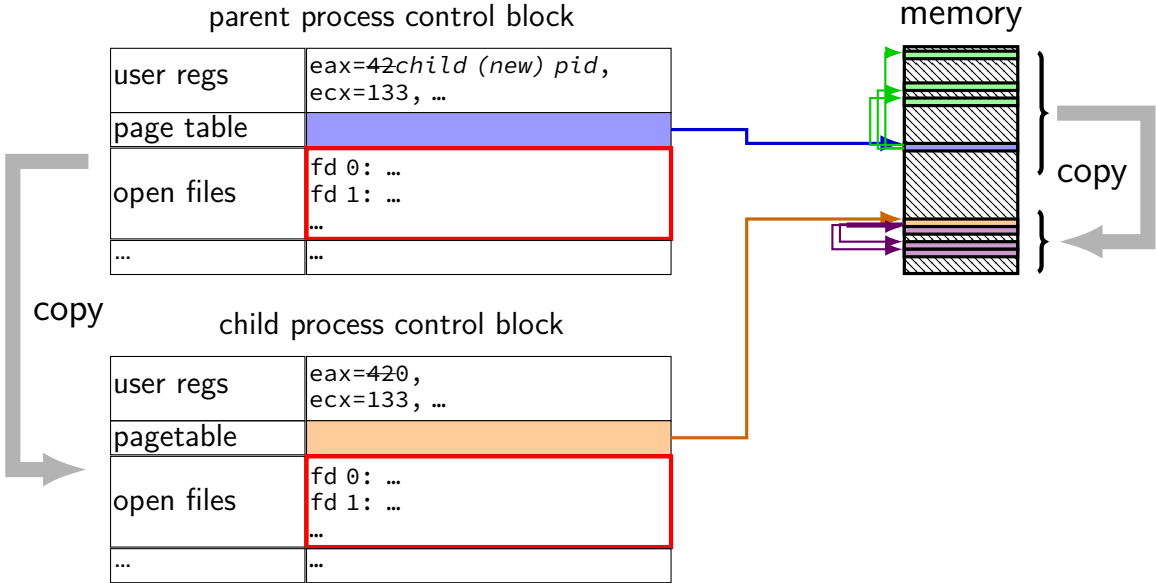 parent process control block
memory
user regs
eax=42child (new) pid,
ecx=133, …
page table
open files
fd 0: …
fd 1: …
…
…
…
copy
copy
child process control block
user regs
eax=420,
ecx=133, …
pagetable
open files
fd 0: …
fd 1: …
…
…
…